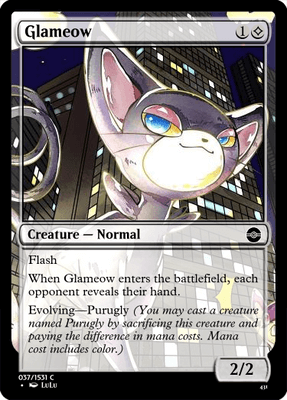 Glameow 1
Creature — Normal
Flash
When Glameow enters the battlefield, each
opponent reveals their hand.
Evolving—Purugly (You may cast a creature
named Purugly by sacrificing this creature and
paying the difference in mana costs. Mana
cost includes color.)
2/2
037/1531 C
• LuLu